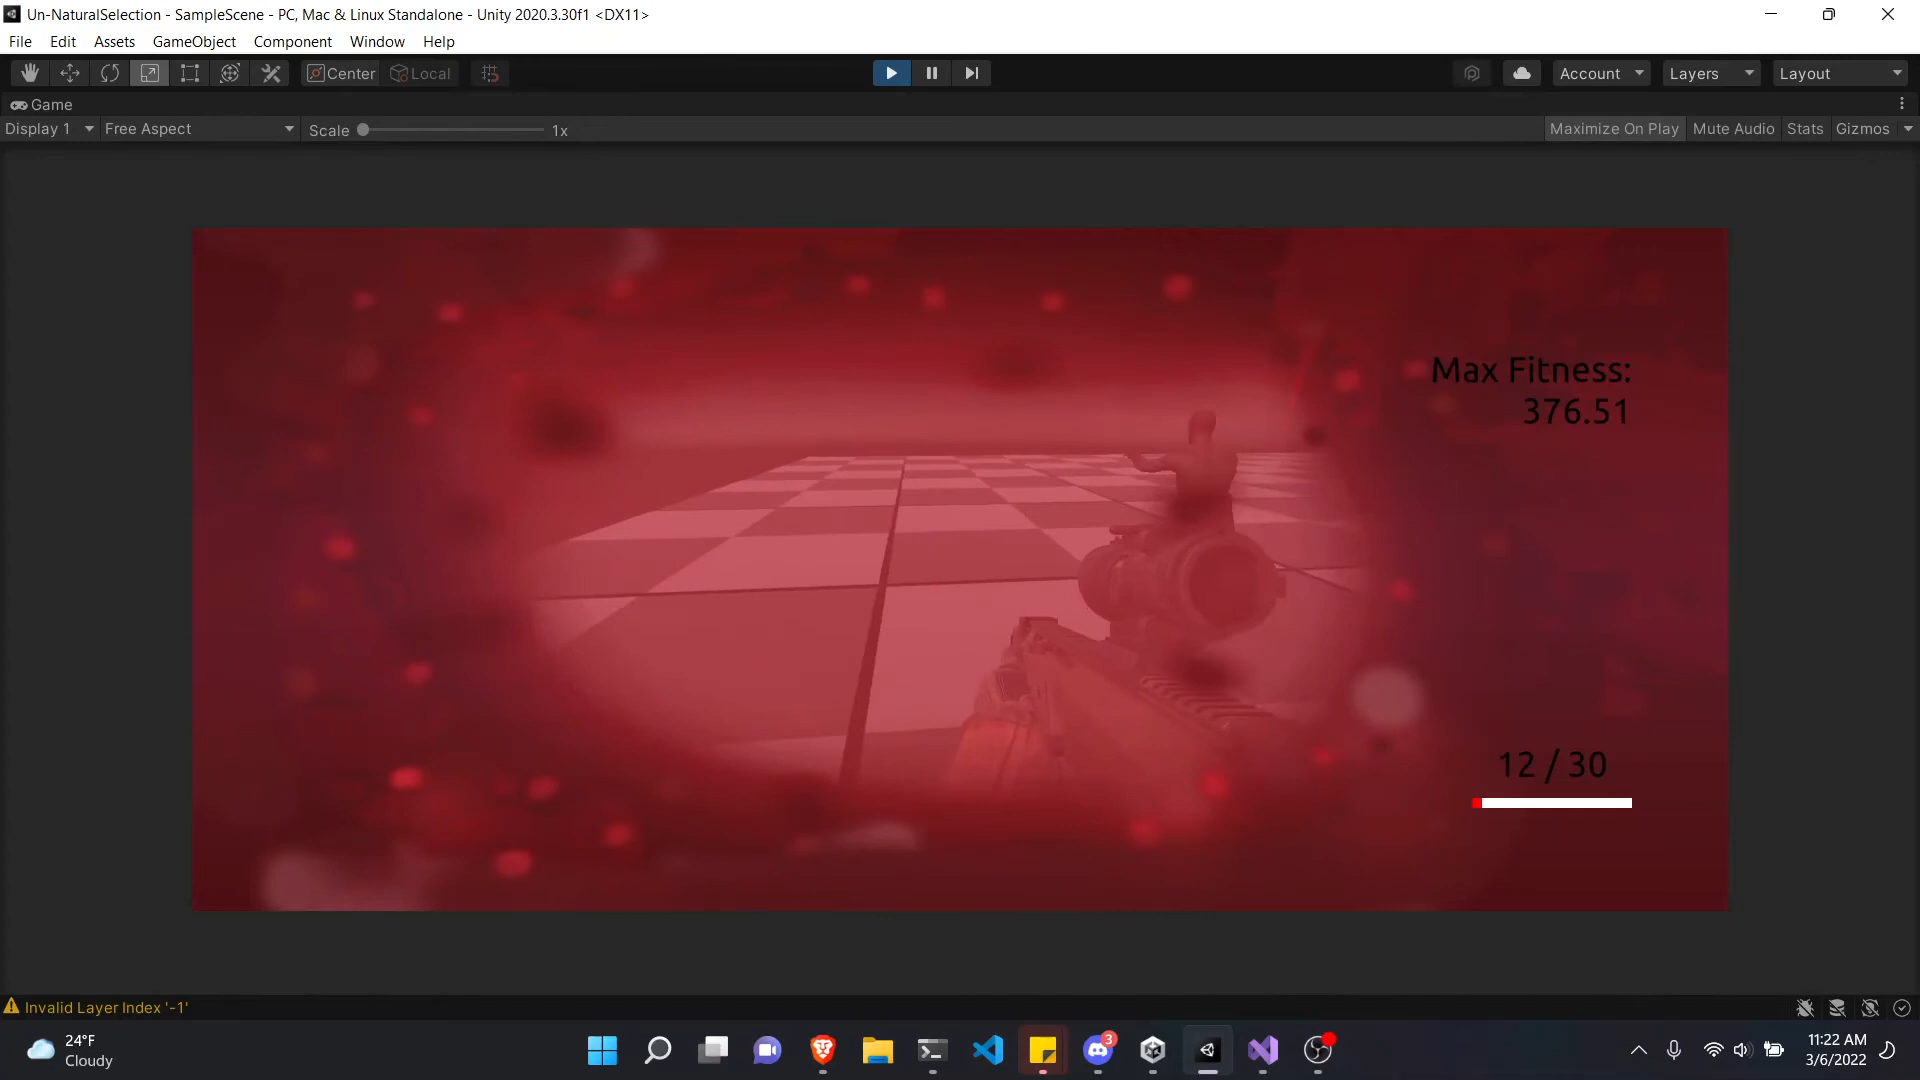 Un-NaturalSelection - SampleScene - PC, Mac & Linux Standalone - Unity 2020.3.30f1 <DX11>
File Edit Assets GameObject Component Window Help
Center Local Account Layers Layout
Game
Display 1 Free Aspect Scale 1x Maximize On Play Mute Audio Stats Gizmos
Max Fitness:
376.51
12 / 30
Invalid Layer Index '-1'
24°F
Cloudy
3
11:22 AM
3/6/2022